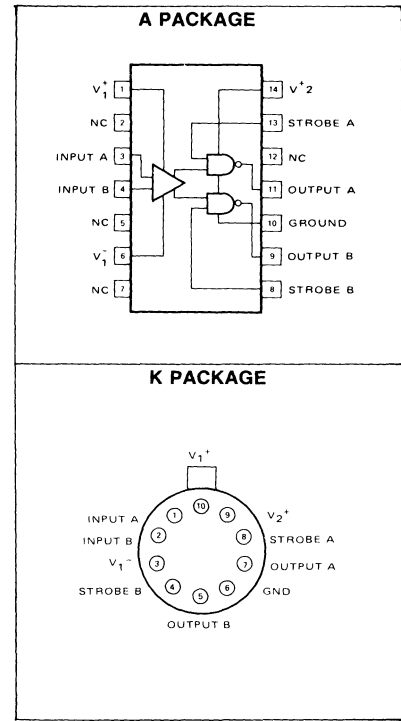 A PACKAGE
V₁⁺ 1
14 V⁺2
NC 2
13 STROBE A
INPUT A 3
12 NC
INPUT B 4
11 OUTPUT A
NC 5
10 GROUND
V₁⁻ 6
9 OUTPUT B
NC 7
8 STROBE B
K PACKAGE
V₁⁺
10
INPUT A 1
9 V₂⁺
INPUT B 2
8 STROBE A
V₁⁻ 3
7 OUTPUT A
STROBE B 4
6 GND
5
OUTPUT B